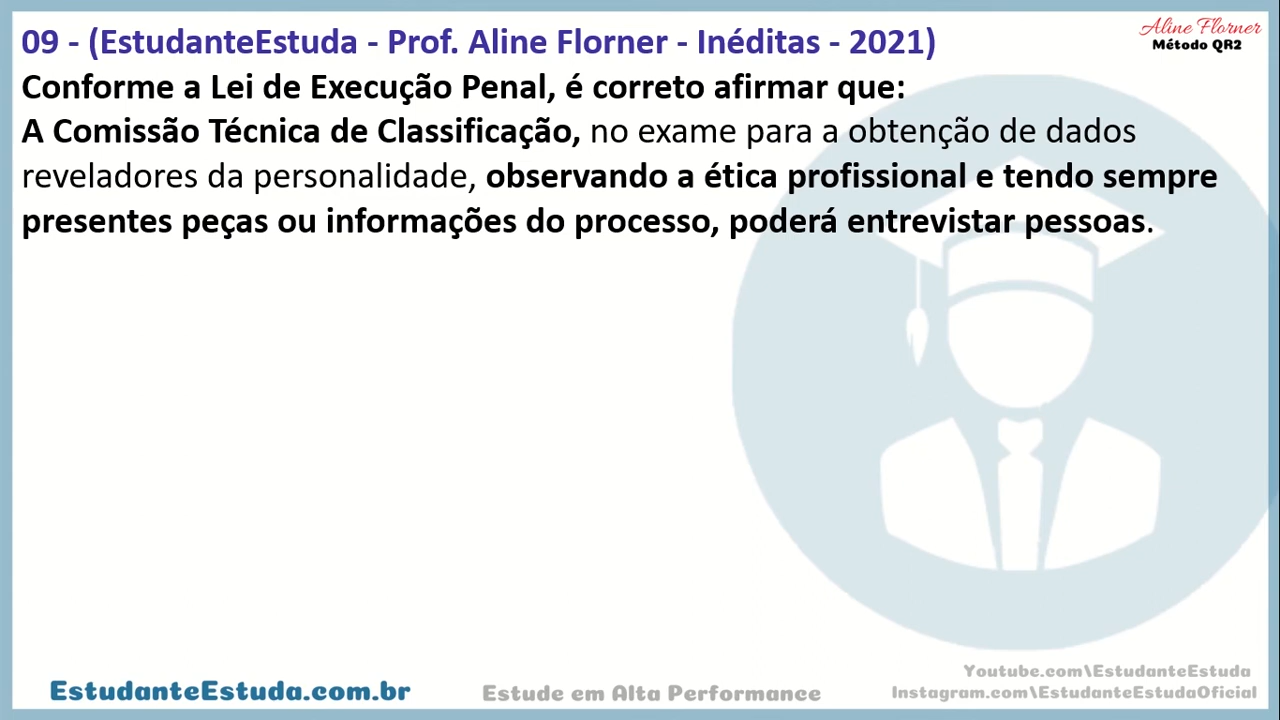 09 - (EstudanteEstuda - Prof. Aline Florner - Inéditas - 2021)
Aline Florner
Método QR2
Conforme a Lei de Execução Penal, é correto afirmar que:
A Comissão Técnica de Classificação, no exame para a obtenção de dados
reveladores da personalidade, observando a ética profissional e tendo sempre
presentes peças ou informações do processo, poderá entrevistar pessoas.
EstudanteEstuda.com.br
Estude em Alta Performance
Youtube.com\EstudanteEstuda
Instagram.com\EstudanteEstudaOficial